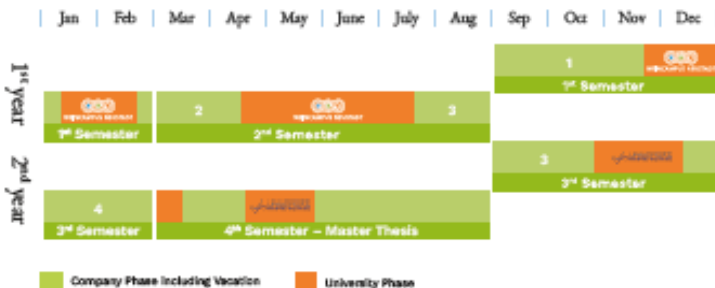 Jan Feb Mar Apr May June July Aug Sep Oct Nov Dec
1st year
1
1st Semester
2
3
1st Semester
2nd Semester
2nd year
3
3rd Semester
4
3rd Semester
4th Semester – Master Thesis
Company Phase Including Vacation
University Phase